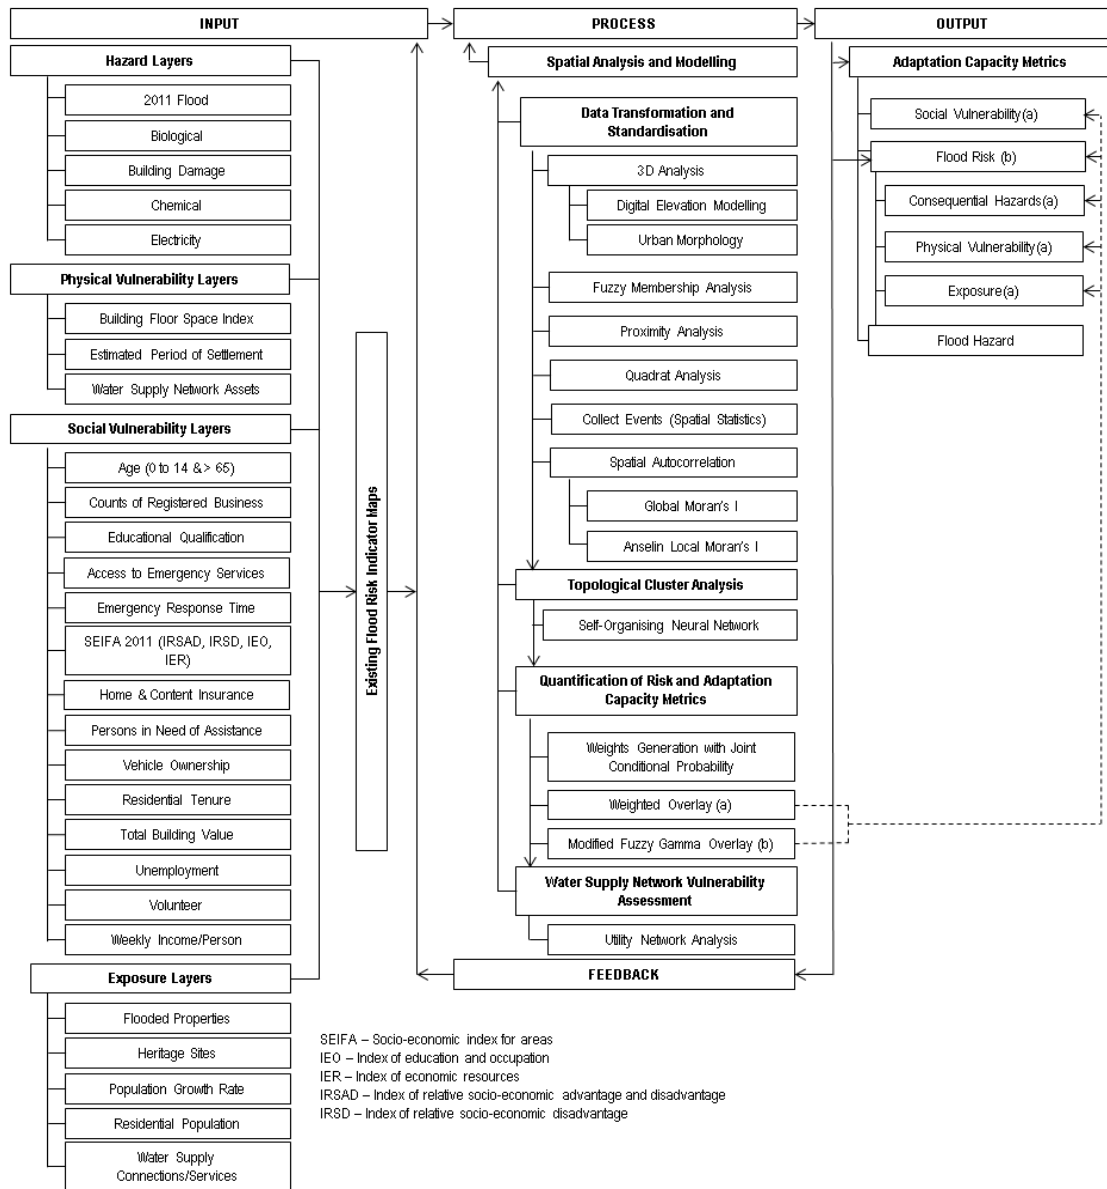 INPUT
PROCESS
OUTPUT
Hazard Layers
2011 Flood
Biological
Building Damage
Chemical
Electricity
Physical Vulnerability Layers
Building Floor Space Index
Estimated Period of Settlement
Water Supply Network Assets
Social Vulnerability Layers
Age (0 to 14 & > 65)
Counts of Registered Business
Educational Qualification
Access to Emergency Services
Emergency Response Time
SEIFA 2011 (IRSAD, IRSD, IEO,
IER)
Home & Content Insurance
Persons in Need of Assistance
Vehicle Ownership
Residential Tenure
Total Building Value
Unemployment
Volunteer
Weekly Income/Person
Exposure Layers
Flooded Properties
Heritage Sites
Population Growth Rate
Residential Population
Water Supply
Connections/Services
Existing Flood Risk Indicator Maps
Spatial Analysis and Modelling
Data Transformation and
Standardisation
3D Analysis
Digital Elevation Modelling
Urban Morphology
Fuzzy Membership Analysis
Proximity Analysis
Quadrat Analysis
Collect Events (Spatial Statistics)
Spatial Autocorrelation
Global Moran's I
Anselin Local Moran's I
Topological Cluster Analysis
Self-Organising Neural Network
Quantification of Risk and Adaptation
Capacity Metrics
Weights Generation with Joint
Conditional Probability
Weighted Overlay (a)
Modified Fuzzy Gamma Overlay (b)
Water Supply Network Vulnerability
Assessment
Utility Network Analysis
FEEDBACK
Adaptation Capacity Metrics
Social Vulnerability(a)
Flood Risk (b)
Consequential Hazards(a)
Physical Vulnerability(a)
Exposure(a)
Flood Hazard
SEIFA – Socio-economic index for areas
IEO – Index of education and occupation
IER – Index of economic resources
IRSAD – Index of relative socio-economic advantage and disadvantage
IRSD – Index of relative socio-economic disadvantage